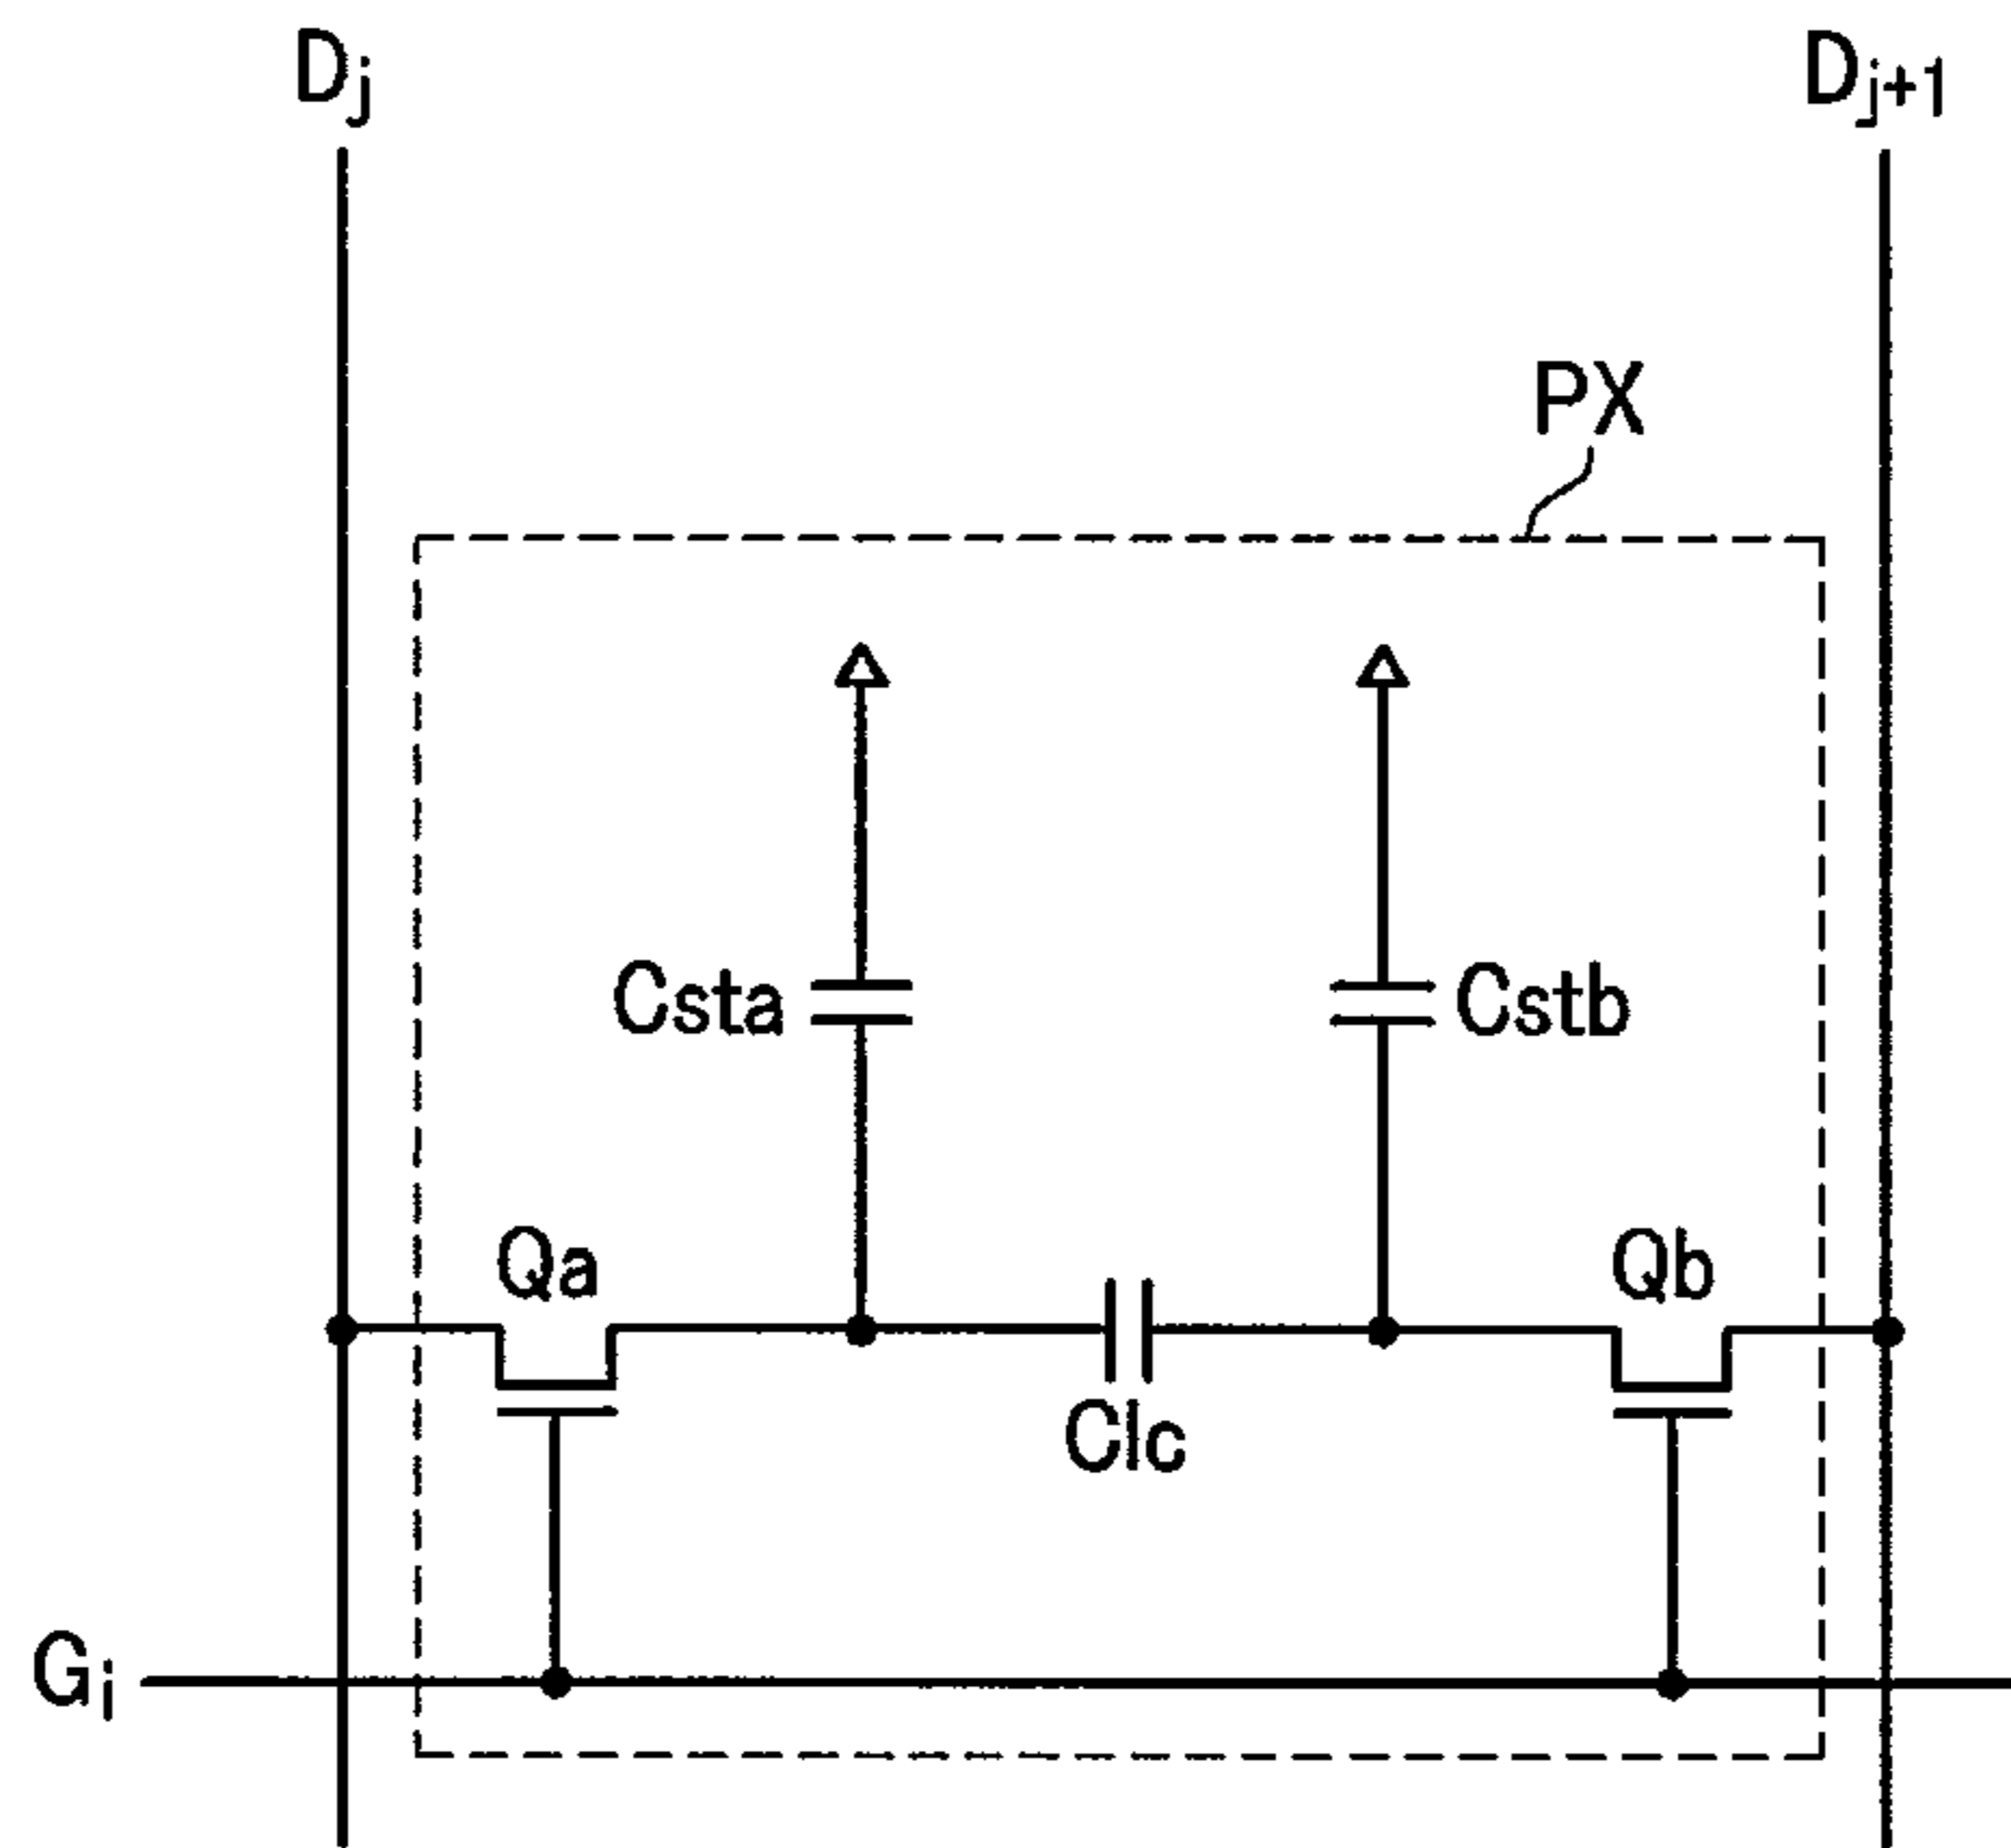 Dj
Dj+1
PX
Csta
Cstb
Qa
Qb
Clc
Gi